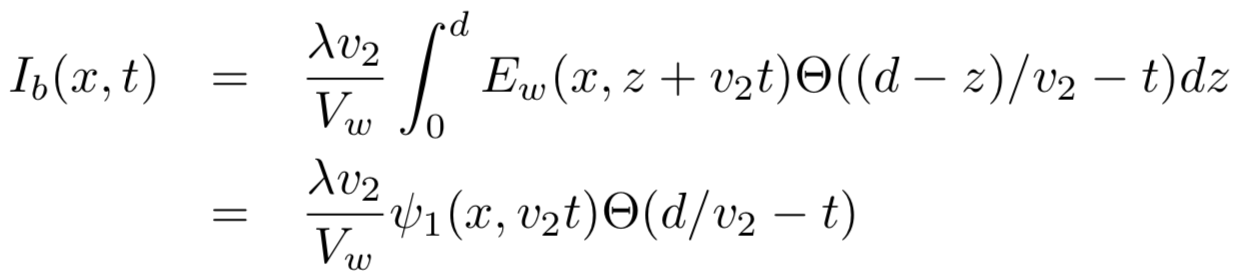 I_b(x, t) = \frac{\lambda v_2}{V_w} \int_0^d E_w(x, z + v_2 t)\Theta((d - z)/v_2 - t)dz
= \frac{\lambda v_2}{V_w} \psi_1(x, v_2 t)\Theta(d/v_2 - t)